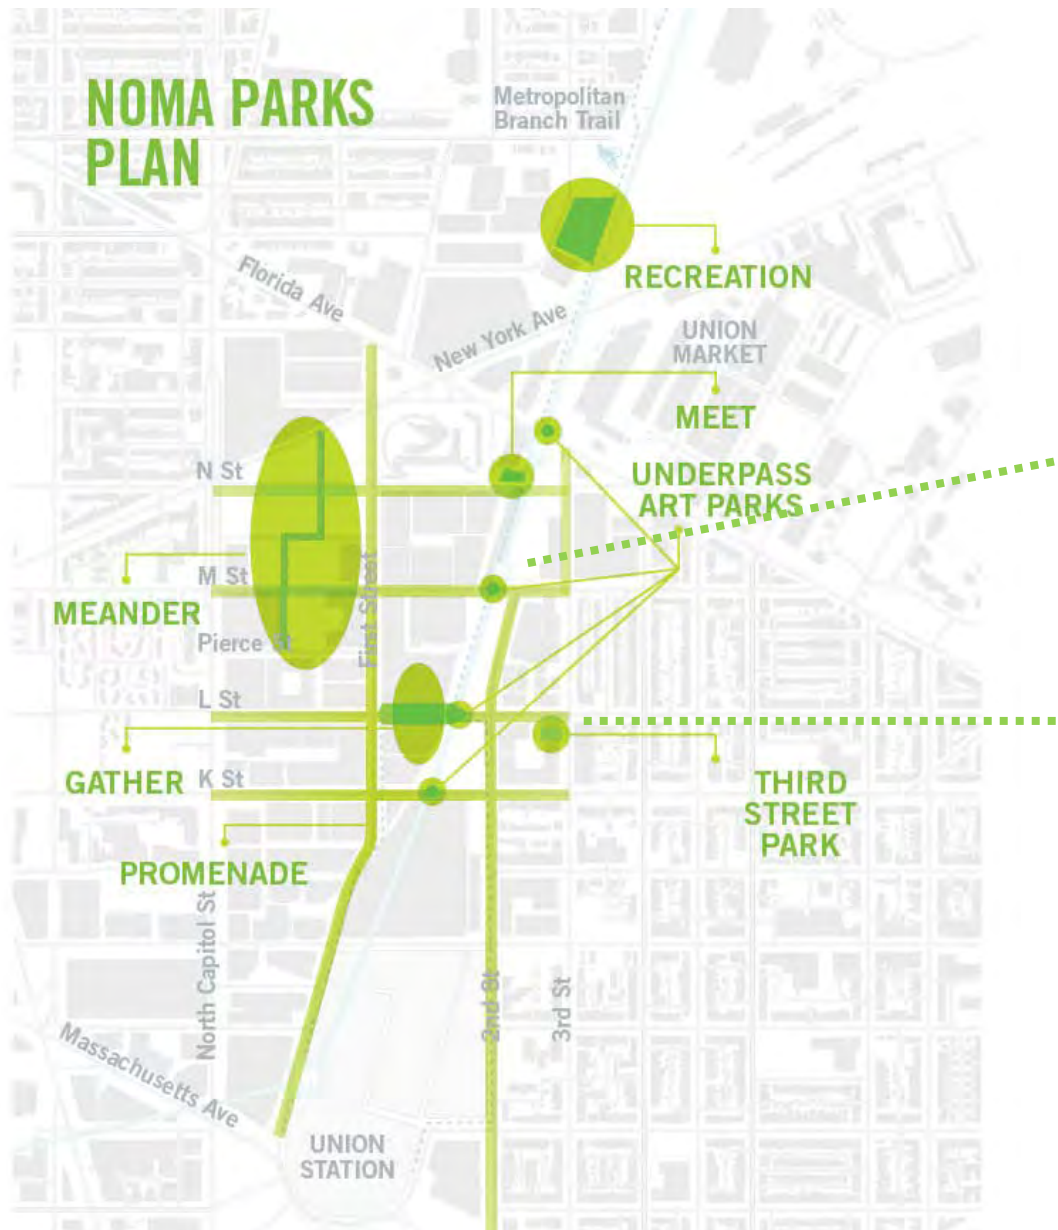 NOMA PARKS
PLAN
Metropolitan
Branch Trail
RECREATION
Florida Ave
New York Ave
UNION
MARKET
MEET
UNDERPASS
ART PARKS
N St
M St
MEANDER
First Street
Pierce St
L St
GATHER
K St
THIRD
STREET
PARK
PROMENADE
North Capitol St
2nd St
3rd St
Massachusetts Ave
UNION
STATION